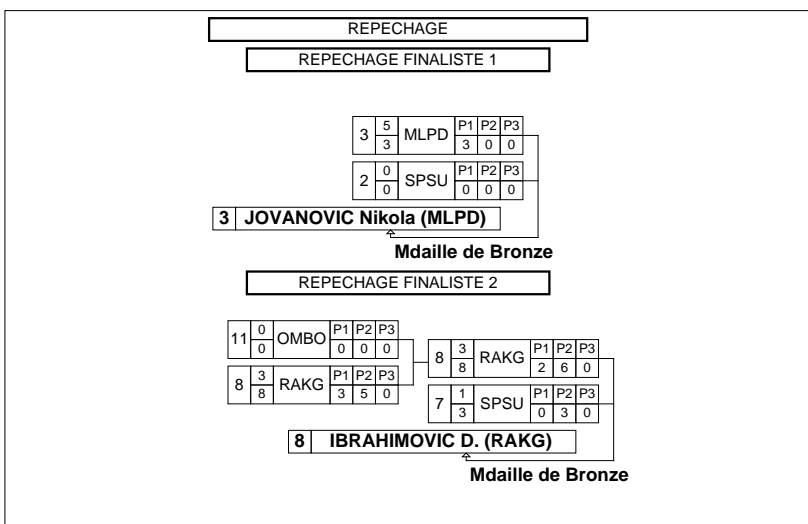 REPECHAGE
REPECHAGE FINALISTE 1
3 5 MLPD P1 P2 P3
3 3 0 0
2 0 SPSU P1 P2 P3
0 0 0 0
3 JOVANOVIC Nikola (MLPD)
Mdaille de Bronze
REPECHAGE FINALISTE 2
11 0 OMBO P1 P2 P3
0 0 0 0
8 3 RAKG P1 P2 P3
8 3 5 0
8 3 RAKG P1 P2 P3
8 2 6 0
7 1 SPSU P1 P2 P3
3 0 3 0
8 IBRAHIMOVIC D. (RAKG)
Mdaille de Bronze